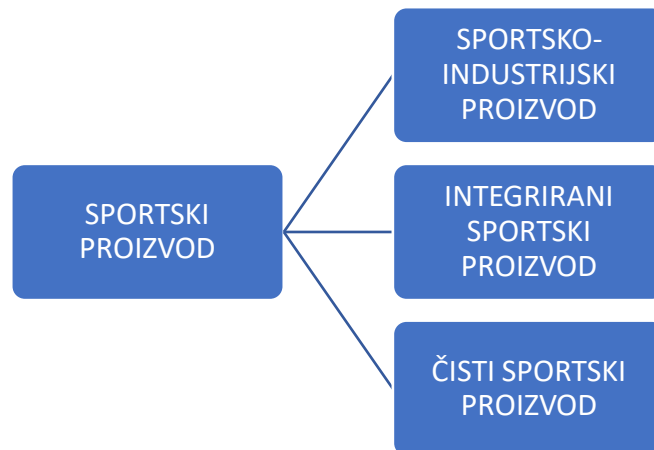 SPORTSKO-
INDUSTRIJSKI
PROIZVOD
SPORTSKI
PROIZVOD
INTEGRIRANI
SPORTSKI
PROIZVOD
ČISTI SPORTSKI
PROIZVOD